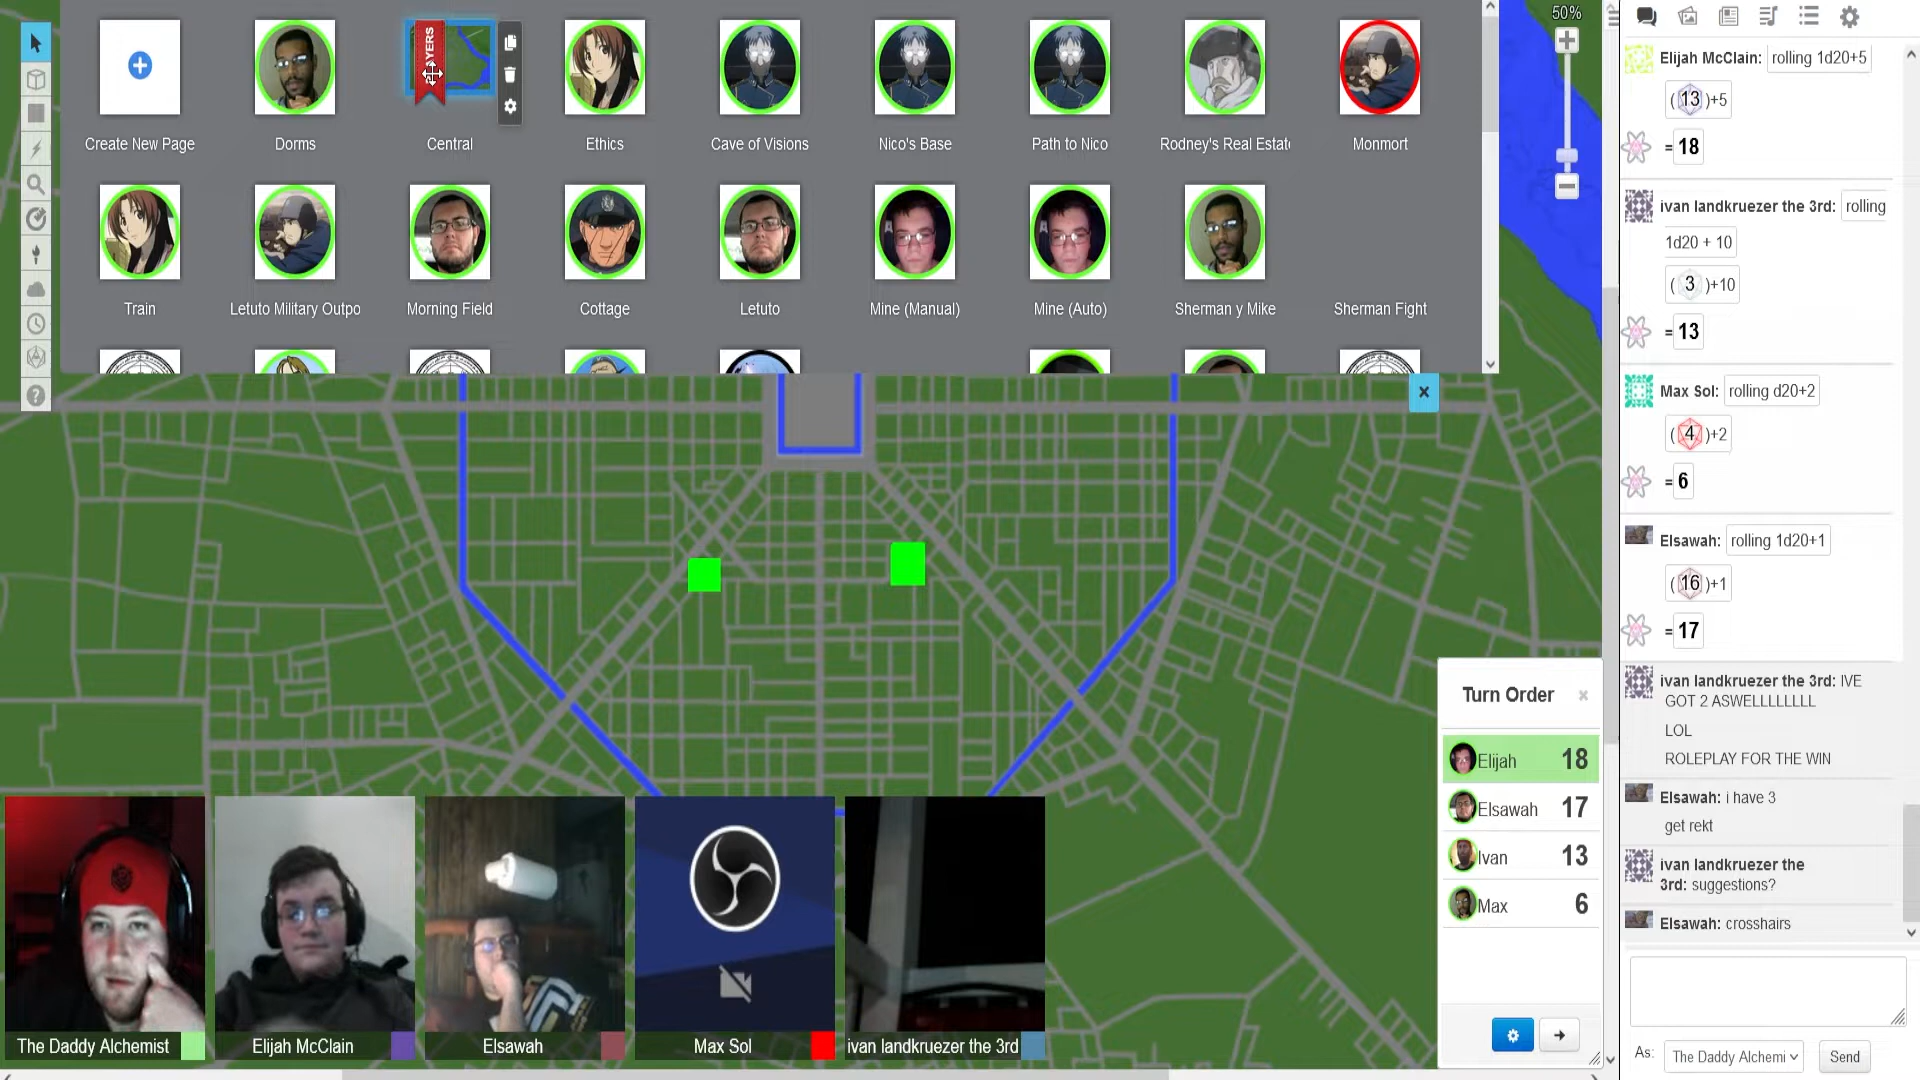 50%
YERS
Create New Page
Dorms
Central
Ethics
Cave of Visions
Nico's Base
Path to Nico
Rodney's Real Estat
Monmort
Train
Letuto Military Outpo
Morning Field
Cottage
Letuto
Mine (Manual)
Mine (Auto)
Sherman y Mike
Sherman Fight
Turn Order
Elijah 18
Elsawah 17
Ivan 13
Max 6
The Daddy Alchemist
Elijah McClain
Elsawah
Max Sol
ivan landkruezer the 3rd
Elijah McClain: rolling 1d20+5
(13)+5
=18
ivan landkruezer the 3rd: rolling
1d20 + 10
(3)+10
=13
Max Sol: rolling d20+2
(4)+2
=6
Elsawah: rolling 1d20+1
(16)+1
=17
ivan landkruezer the 3rd: IVE
GOT 2 ASWELLLLLLLL
LOL
ROLEPLAY FOR THE WIN
Elsawah: i have 3
get rekt
ivan landkruezer the
3rd: suggestions?
Elsawah: crosshairs
As: The Daddy Alchemi
Send